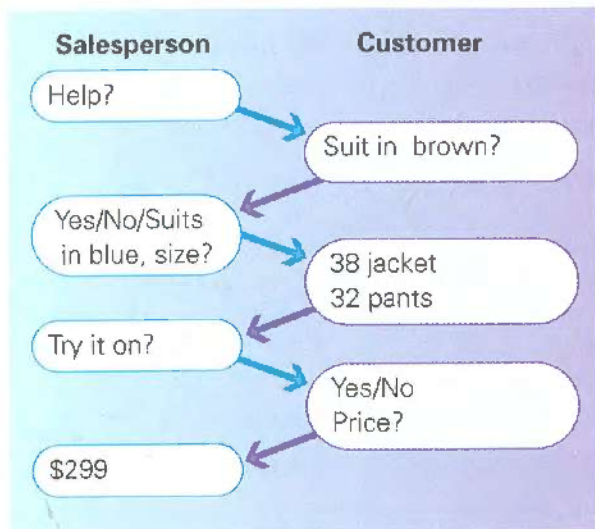 Salesperson
Customer
Help?
Suit in brown?
Yes/No/Suits
in blue, size?
38 jacket
32 pants
Try it on?
Yes/No
Price?
$299